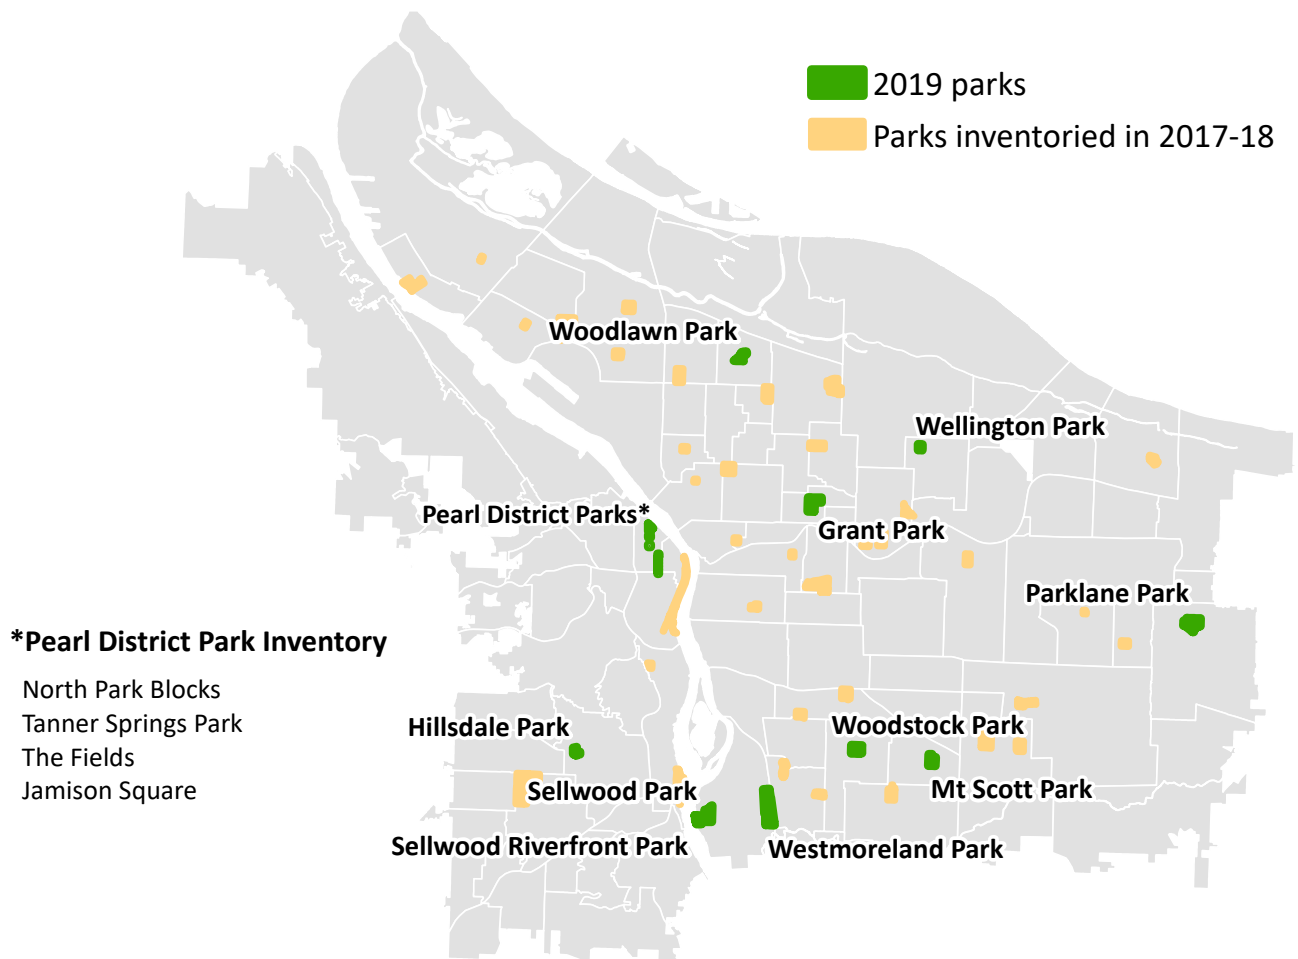 2019 parks
Parks inventoried in 2017-18
Woodlawn Park
Wellington Park
Pearl District Parks*
Grant Park
Parklane Park
*Pearl District Park Inventory
North Park Blocks
Tanner Springs Park
The Fields
Jamison Square
Hillsdale Park
Woodstock Park
Sellwood Park
Mt Scott Park
Sellwood Riverfront Park
Westmoreland Park